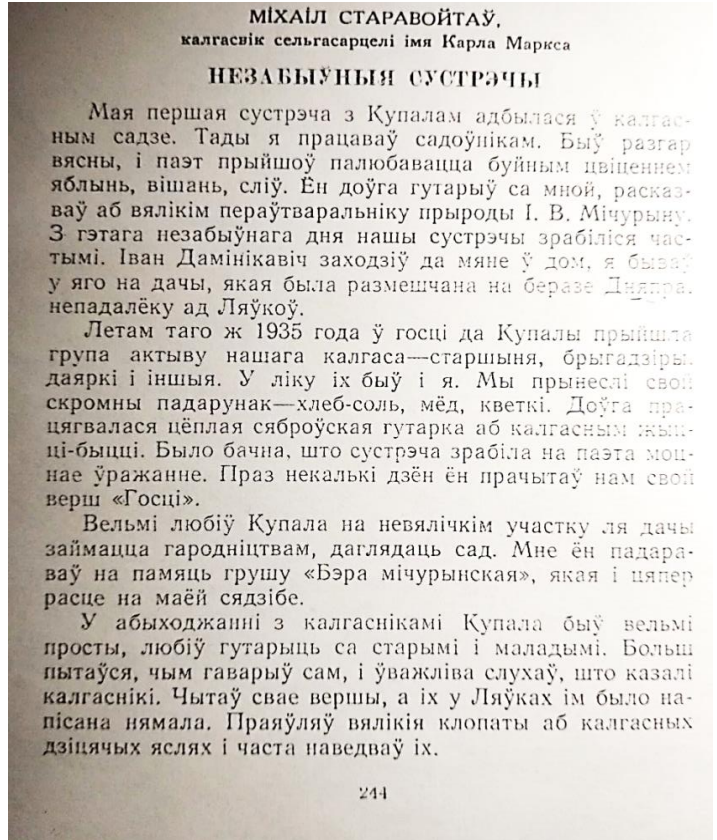 МІХАІЛ СТАРАВОЙТАЎ,
калгаснік сельгасарцелі імя Карла Маркса
НЕЗАБЫЎНЫЯ СУСТРЭЧЫ
Мая першая сустрэча з Купалам адбылася ў калгас-
ным садзе. Тады я працаваў садоўнікам. Быў разгар
вясны, і паэт прыйшоў палюбавацца буйным цвіценнем
яблынь, вішань, сліў. Ён доўга гутарыў са мной, расказ-
ваў аб вялікім пераўтваральніку прыроды І. В. Мічурыну.
З гэтага незабыўнага дня нашы сустрэчы зрабіліся час-
тымі. Іван Дамінікавіч заходзіў да мяне ў дом, я бываў
у яго на дачы, якая была размешчана на беразе Дняпра,
непадалёку ад Ляўкоў.
Летам таго ж 1935 года ў госці да Купалы прыйшла
група актыву нашага калгаса—старшыня, брыгадзіры,
даяркі і іншыя. У ліку іх быў і я. Мы прынеслі свой
скромны падарунак—хлеб-соль, мёд, кветкі. Доўга пра-
цягвалася цёплая сяброўская гутарка аб калгасным жыц-
ці-быцці. Было бачна, што сустрэча зрабіла на паэта моц-
нае ўражанне. Праз некалькі дзён ён прачытаў нам свой
верш «Госці».
Вельмі любіў Купала на невялічкім участку ля дачы
займацца гародніцтвам, даглядаць сад. Мне ён падара-
ваў на памяць грушу «Бэра мічурынская», якая і цяпер
расце на маёй сядзібе.
У абыходжанні з калгаснікамі Купала быў вельмі
просты, любіў гутарыць са старымі і маладымі. Больш
пытаўся, чым гаварыў сам, і ўважліва слухаў, што казалі
калгаснікі. Чытаў свае вершы, а іх у Ляўках ім было на-
пісана нямала. Праяўляў вялікія клопаты аб калгасных
дзіцячых яслях і часта наведваў іх.
244